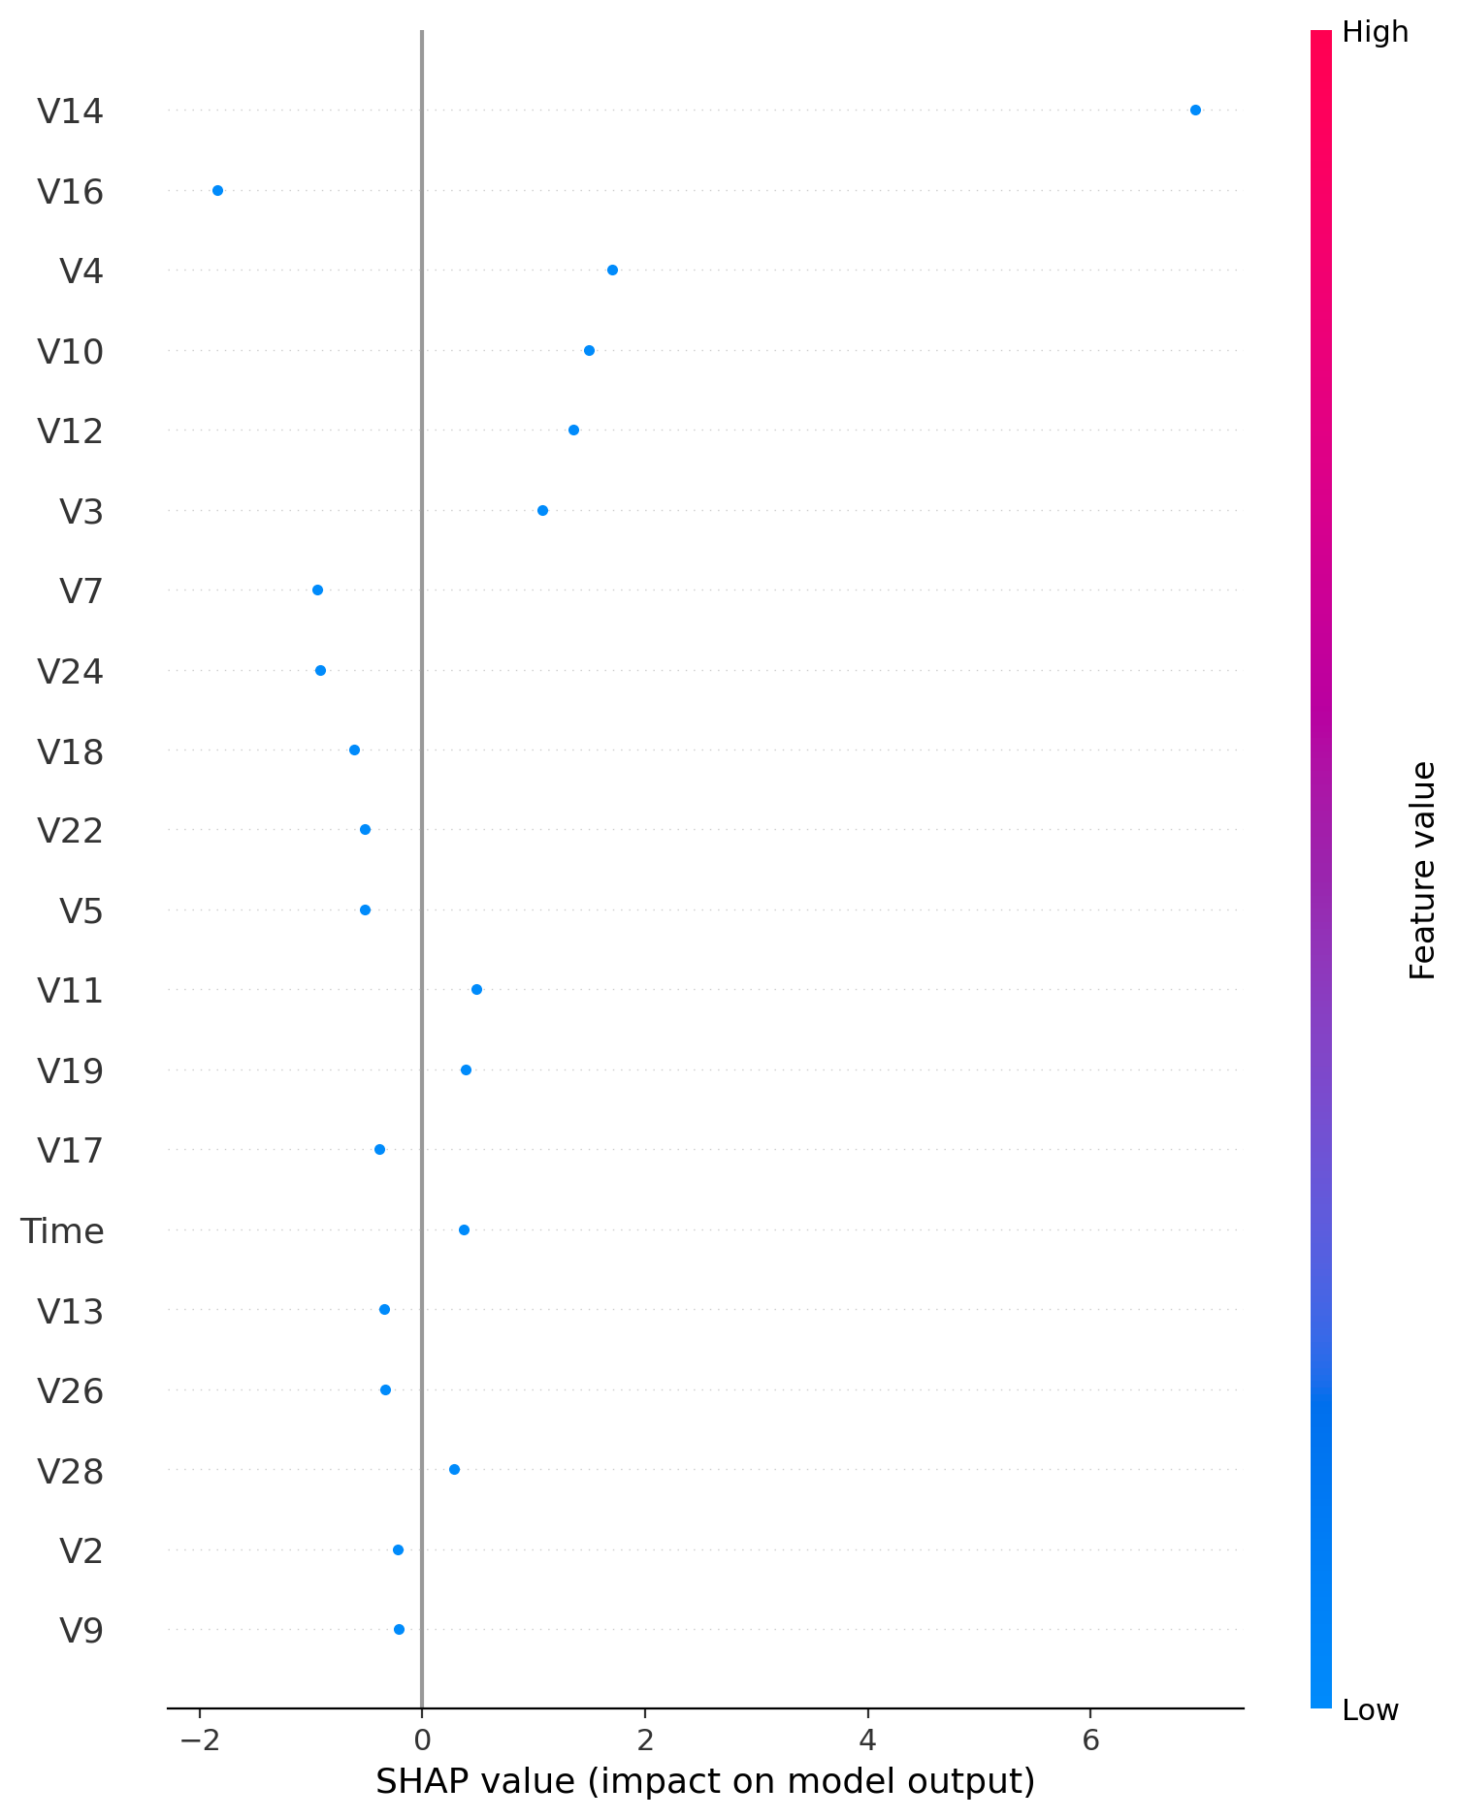 High
V14
V16
V4
V10
V12
V3
V7
V24
V18
V22
V5
V11
V19
V17
Time
V13
V26
V28
V2
V9
Feature value
Low
−2 0 2 4 6
SHAP value (impact on model output)